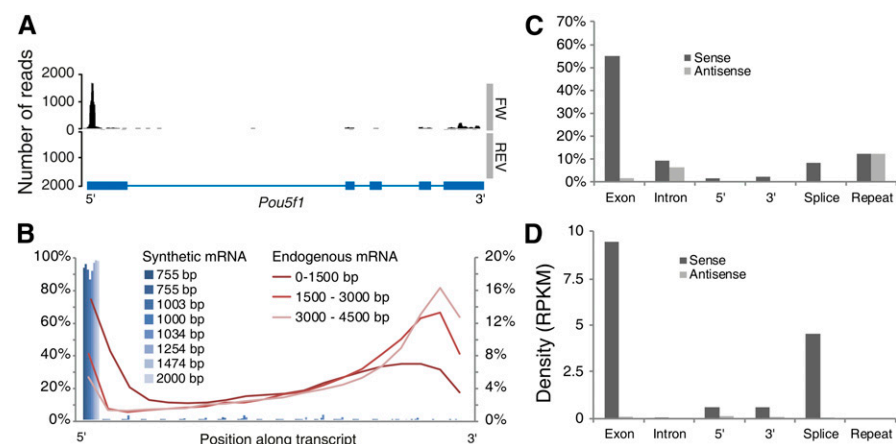 A
Number of reads
2000
1000
0
1000
2000
FW
REV
5'
Pou5f1
3'
B
100%
80%
60%
40%
20%
0%
Synthetic mRNA
755 bp
755 bp
1003 bp
1000 bp
1034 bp
1254 bp
1474 bp
2000 bp
Endogenous mRNA
0-1500 bp
1500 - 3000 bp
3000 - 4500 bp
20%
16%
12%
8%
4%
0%
5'
Position along transcript
3'
C
70%
60%
50%
40%
30%
20%
10%
0%
Sense
Antisense
Exon
Intron
5'
3'
Splice
Repeat
D
Density (RPKM)
10
7.5
5
2.5
0
Sense
Antisense
Exon
Intron
5'
3'
Splice
Repeat